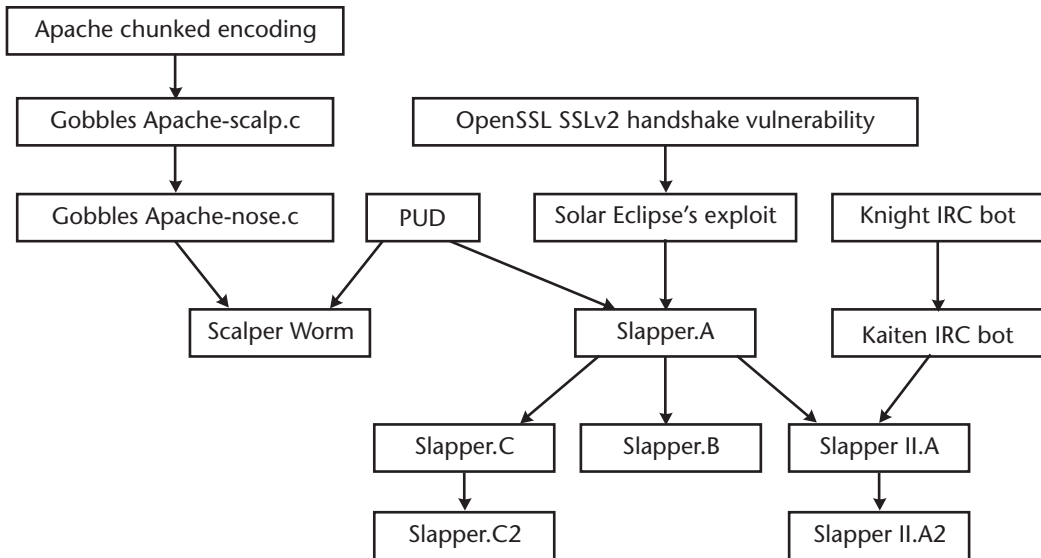 Apache chunked encoding
Gobbles Apache-scalp.c
OpenSSL SSLv2 handshake vulnerability
Gobbles Apache-nose.c
PUD
Solar Eclipse’s exploit
Knight IRC bot
Scalper Worm
Slapper.A
Kaiten IRC bot
Slapper.C
Slapper.B
Slapper II.A
Slapper.C2
Slapper II.A2